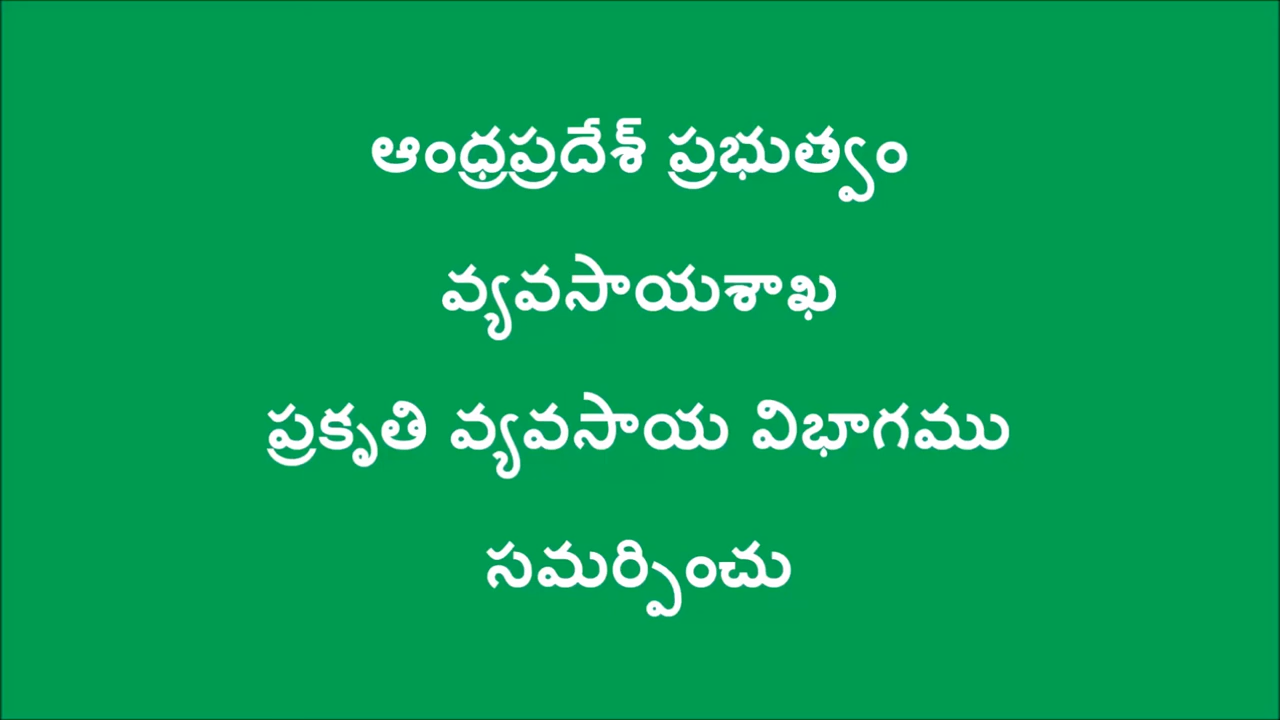 ఆంధ్రప్రదేశ్ ప్రభుత్వం
వ్యవసాయశాఖ
ప్రకృతి వ్యవసాయ విభాగము
సమర్పించు